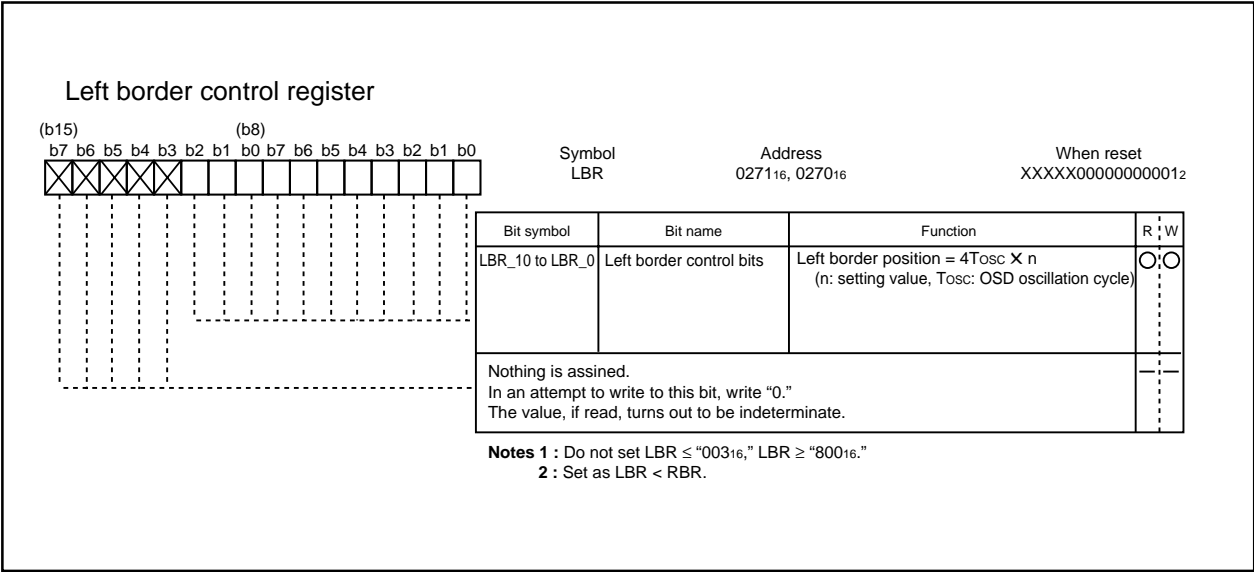 Left border control register
(b15) (b8)
b7 b6 b5 b4 b3 b2 b1 b0 b7 b6 b5 b4 b3 b2 b1 b0
Symbol Address When reset
LBR 027116, 027016 XXXXX000000000012
Bit symbol Bit name Function R W
LBR_10 to LBR_0 Left border control bits Left border position = 4TOSC X n
(n: setting value, TOSC: OSD oscillation cycle)
Nothing is assined.
In an attempt to write to this bit, write “0.”
The value, if read, turns out to be indeterminate.
Notes 1 : Do not set LBR ≤ “00316,” LBR ≥ “80016.”
2 : Set as LBR < RBR.